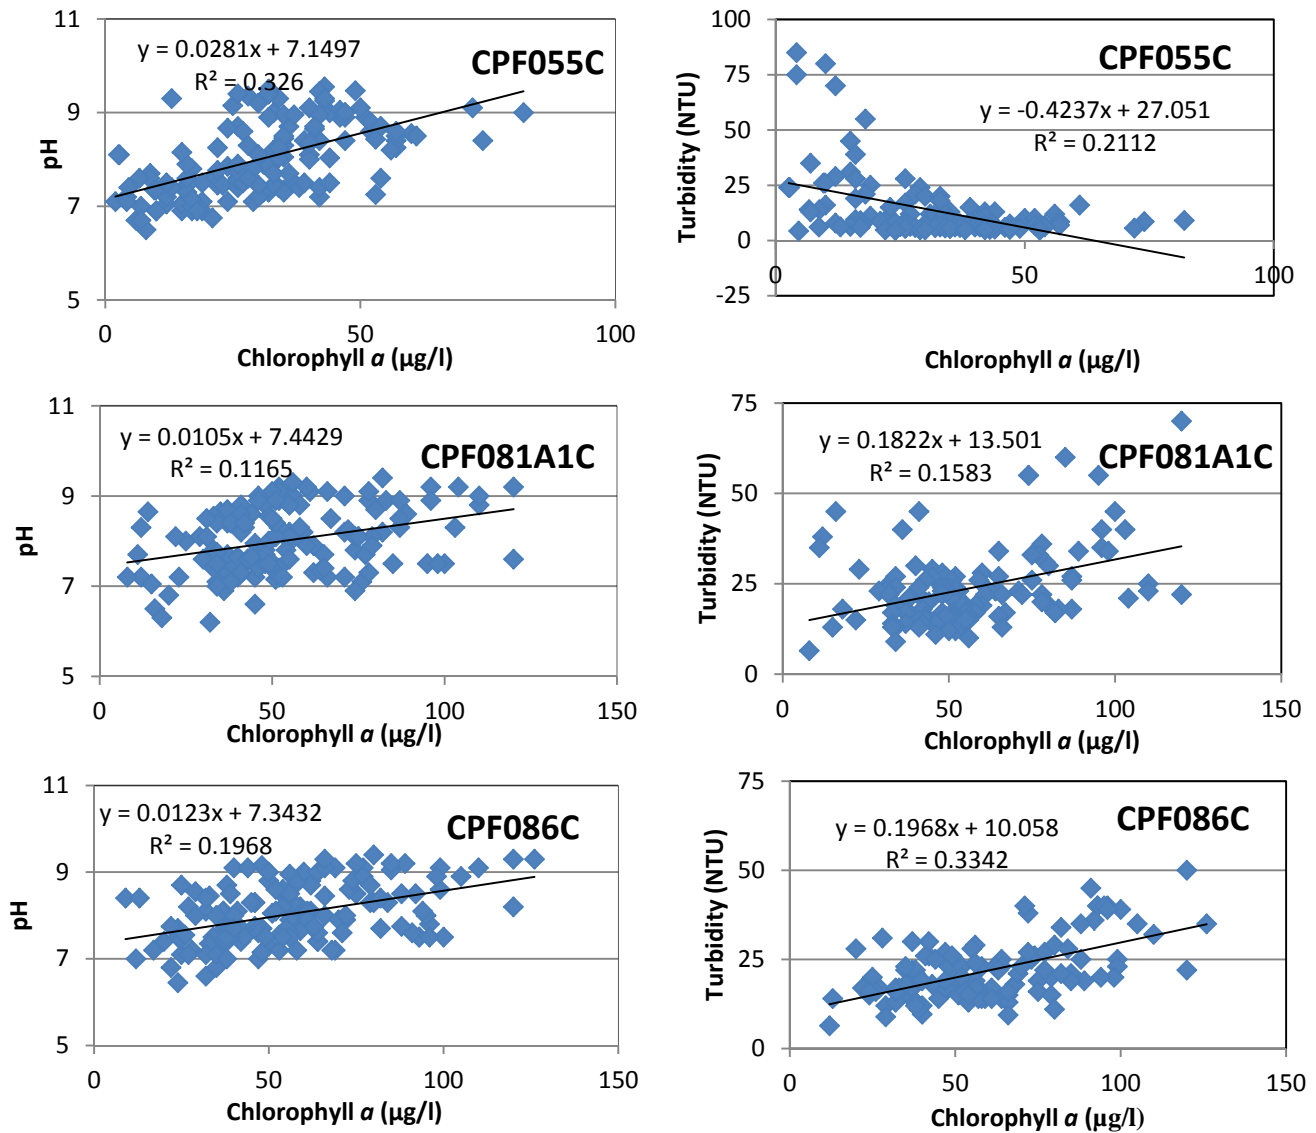 11
9
7
5
pH
y = 0.0281x + 7.1497
R² = 0.326
CPF055C
0
50
100
Chlorophyll a (µg/l)
100
75
50
25
0
-25
Turbidity (NTU)
CPF055C
y = -0.4237x + 27.051
R² = 0.2112
0
50
100
Chlorophyll a (µg/l)
11
9
7
5
pH
y = 0.0105x + 7.4429
R² = 0.1165
CPF081A1C
0
50
100
150
Chlorophyll a (µg/l)
75
50
25
0
Turbidity (NTU)
y = 0.1822x + 13.501
R² = 0.1583
CPF081A1C
0
50
100
150
Chlorophyll a (µg/l)
11
9
7
5
pH
y = 0.0123x + 7.3432
R² = 0.1968
CPF086C
0
50
100
150
Chlorophyll a (µg/l)
75
50
25
0
Turbidity (NTU)
y = 0.1968x + 10.058
R² = 0.3342
CPF086C
0
50
100
150
Chlorophyll a (µg/l)